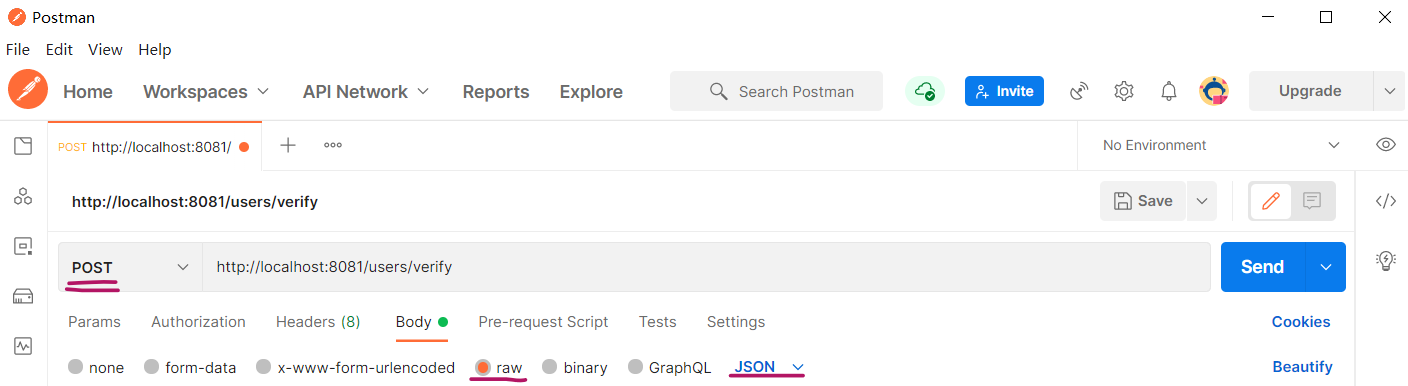 Postman
File Edit View Help
Home Workspaces API Network Reports Explore Search Postman Invite Upgrade
POST http://localhost:8081/ No Environment
http://localhost:8081/users/verify Save
POST http://localhost:8081/users/verify Send
Params Authorization Headers (8) Body Pre-request Script Tests Settings Cookies
none form-data x-www-form-urlencoded raw binary GraphQL JSON Beautify